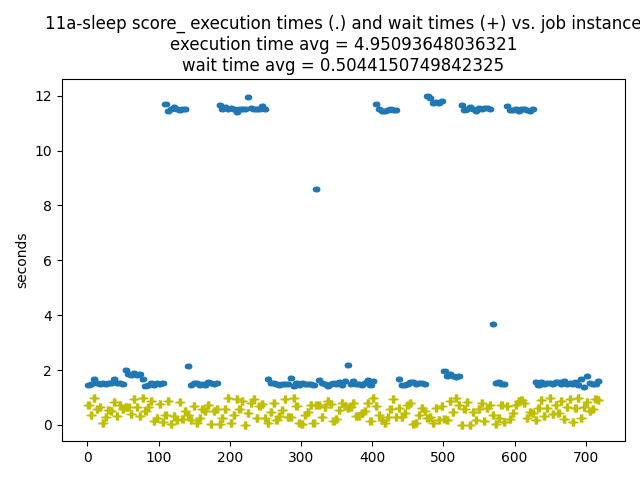 11a-sleep score_ execution times (.) and wait times (+) vs. job instance
execution time avg = 4.95093648036321
wait time avg = 0.5044150749842325
12
10
8
6
4
2
0
seconds
0 100 200 300 400 500 600 700